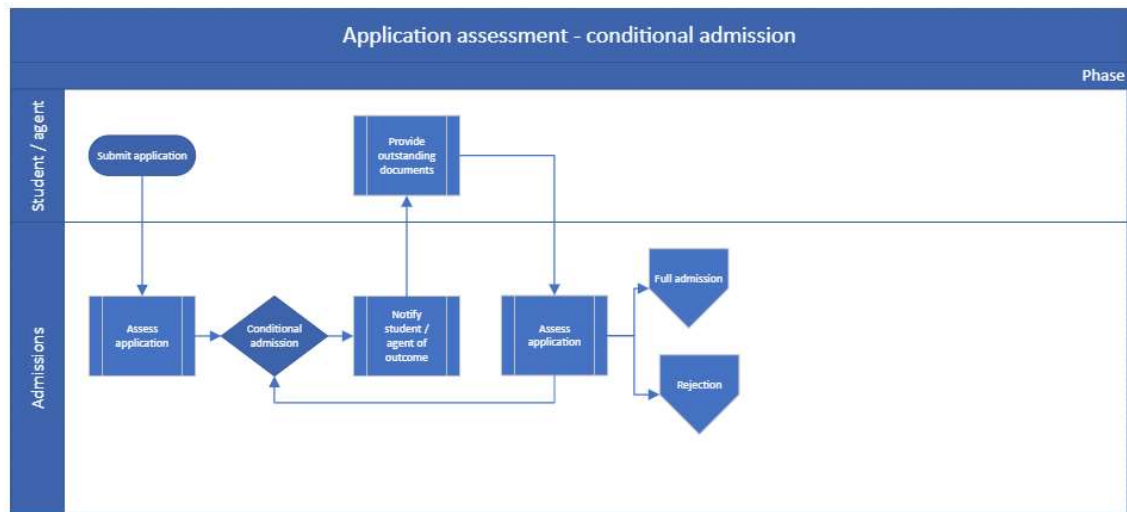 Application assessment - conditional admission
Phase
Student / agent
Submit application
Provide
outstanding
documents
Admissions
Assess
application
Conditional
admission
Notify
student /
agent of
outcome
Assess
application
Full admission
Rejection